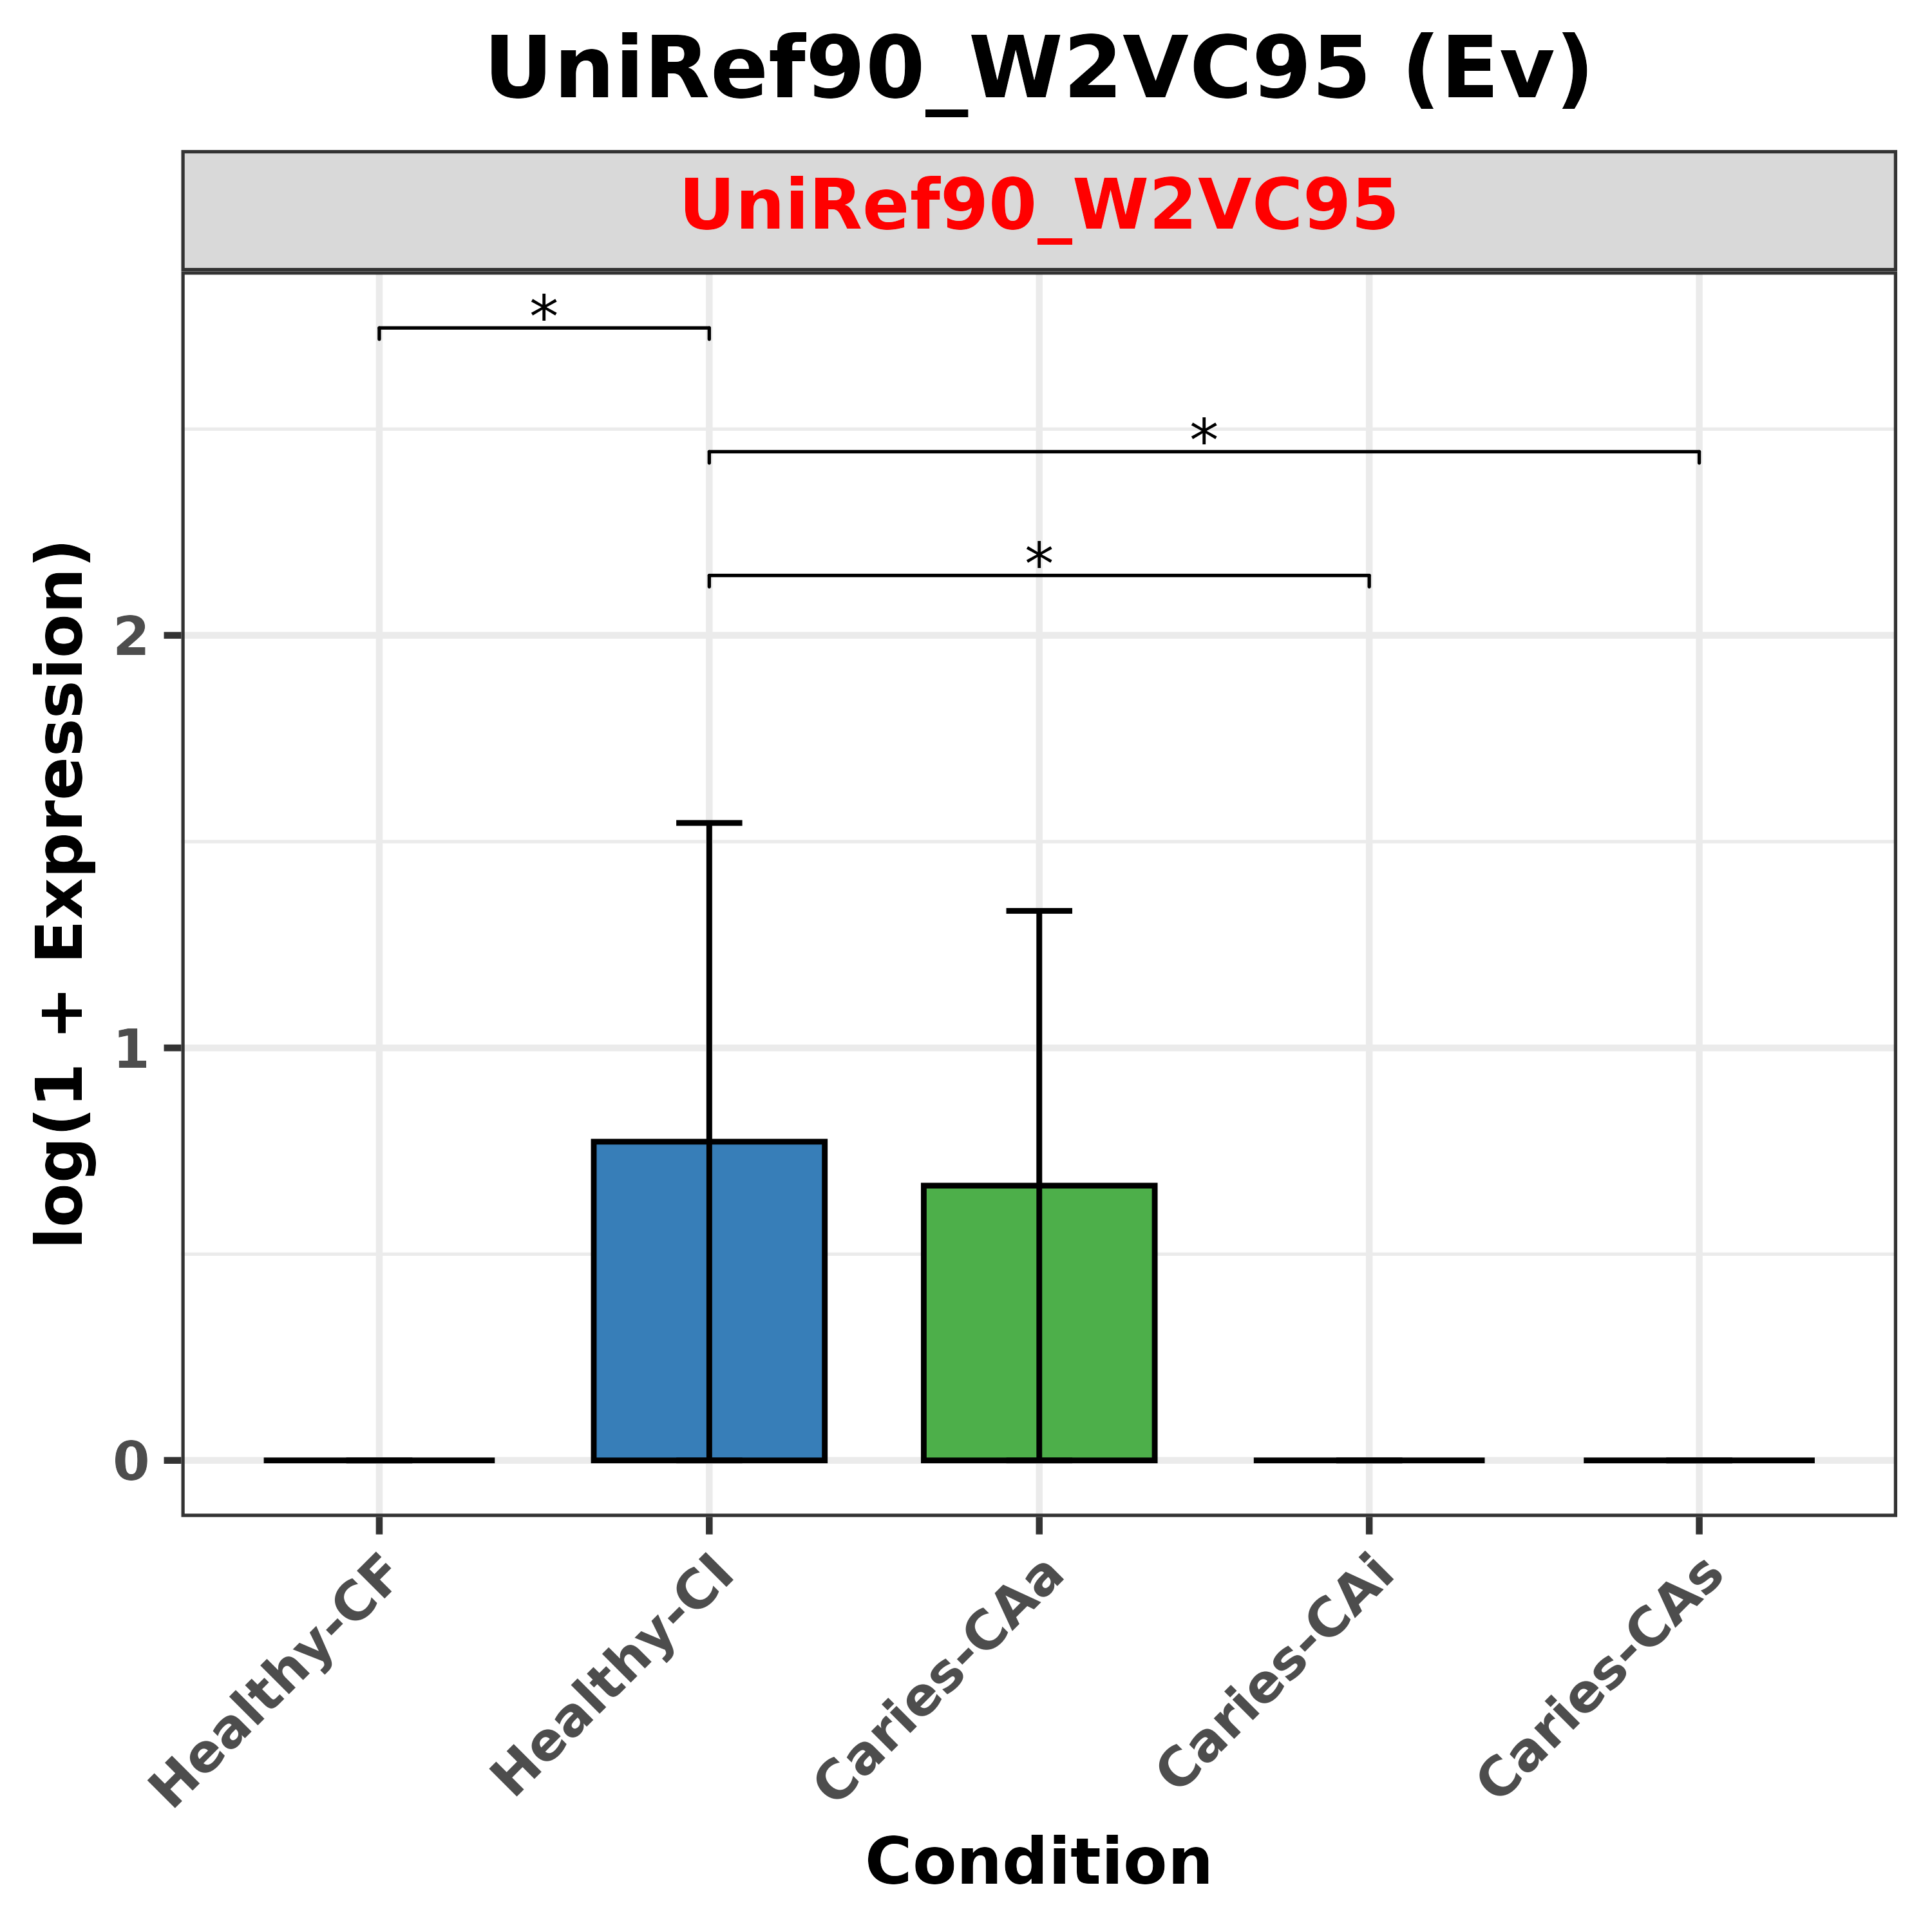 UniRef90_W2VC95 (Ev)
UniRef90_W2VC95
*
*
*
log(1 + Expression)
2
1
0
Healthy-CF
Healthy-CI
Caries-CAa
Caries-CAi
Caries-CAs
Condition